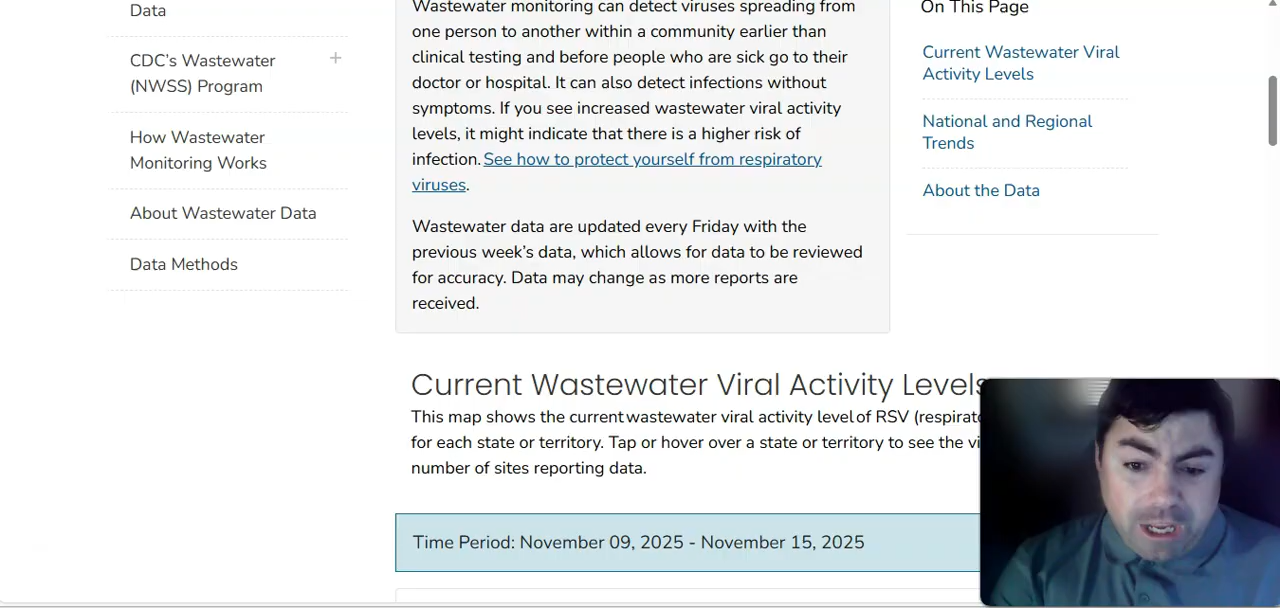 Data
CDC's Wastewater
(NWSS) Program
How Wastewater
Monitoring Works
About Wastewater Data
Data Methods
Wastewater monitoring can detect viruses spreading from
one person to another within a community earlier than
clinical testing and before people who are sick go to their
doctor or hospital. It can also detect infections without
symptoms. If you see increased wastewater viral activity
levels, it might indicate that there is a higher risk of
infection. See how to protect yourself from respiratory
viruses.
Wastewater data are updated every Friday with the
previous week's data, which allows for data to be reviewed
for accuracy. Data may change as more reports are
received.
Current Wastewater Viral Activity Levels
This map shows the current wastewater viral activity level of RSV
for each state or territory. Tap or hover over a state or territory to see the
number of sites reporting data.
Time Period: November 09, 2025 - November 15, 2025
On This Page
Current Wastewater Viral
Activity Levels
National and Regional
Trends
About the Data